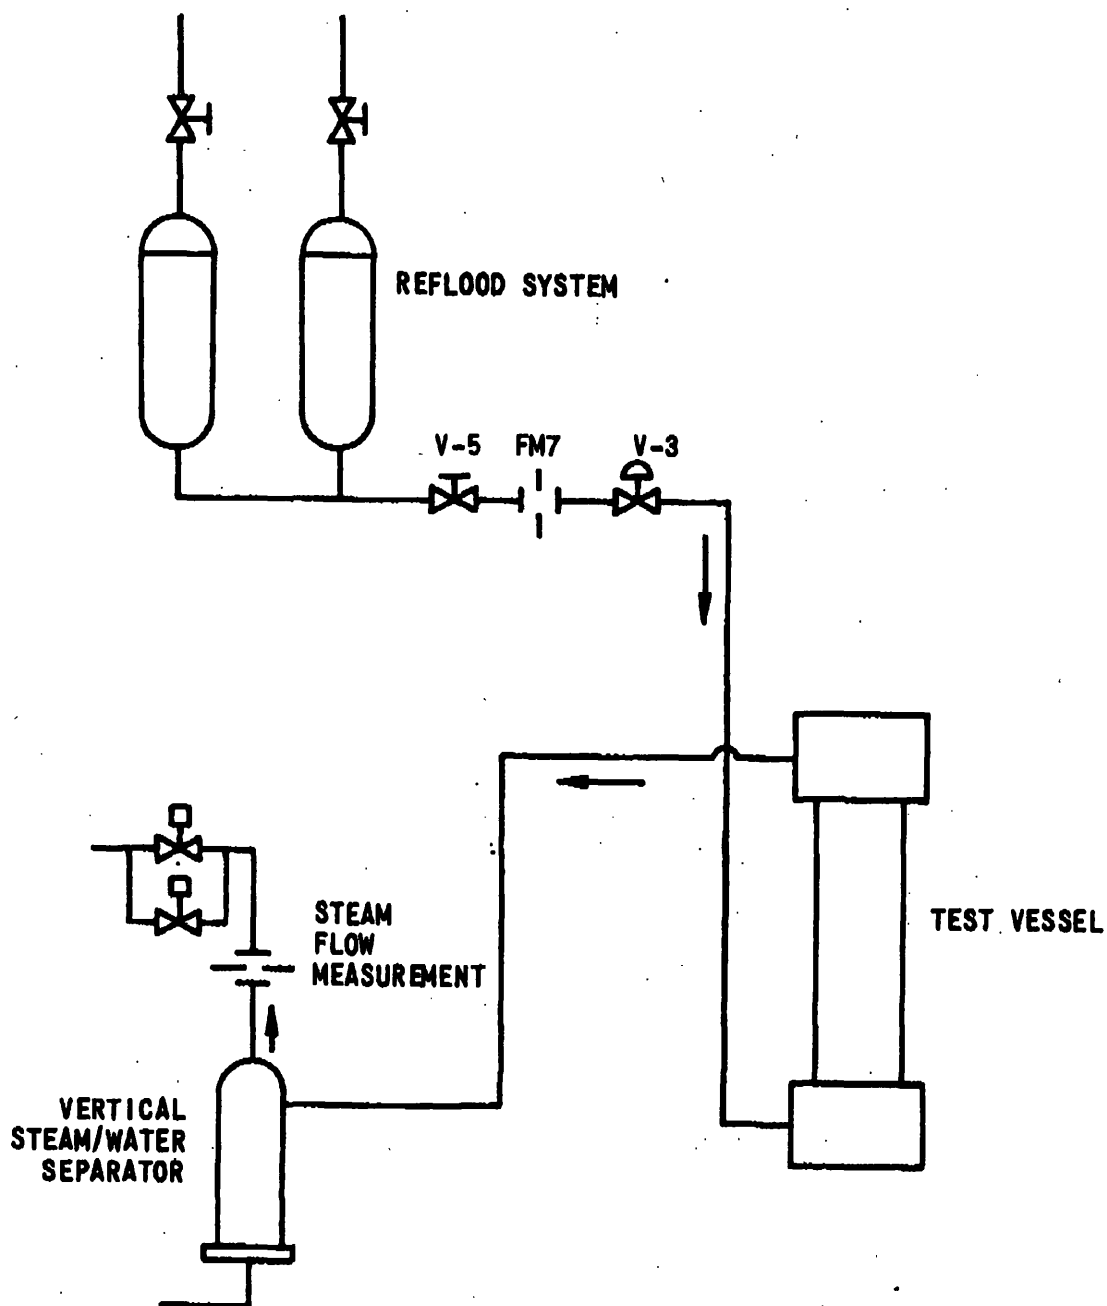 REFLOOD SYSTEM
V-5 FM7 V-3
STEAM
FLOW
MEASUREMENT
TEST VESSEL
VERTICAL
STEAM/WATER
SEPARATOR